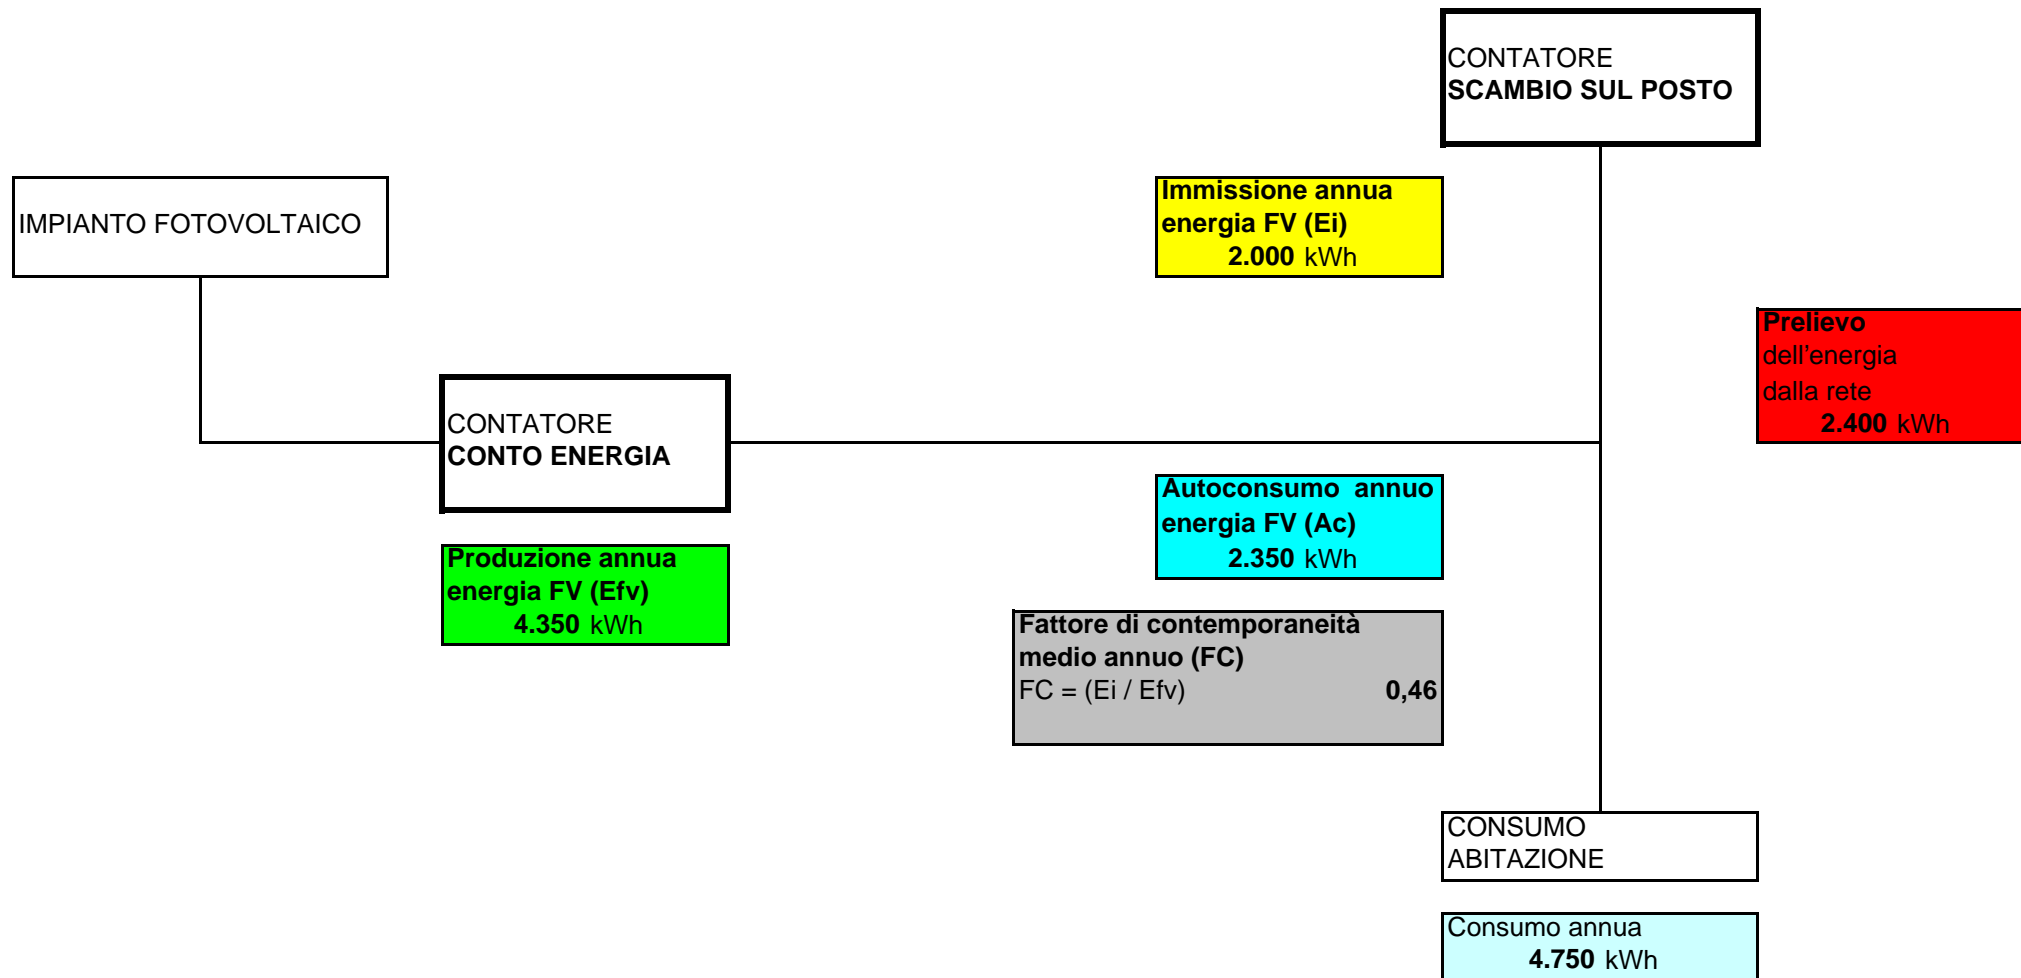 CONTATORE
SCAMBIO SUL POSTO
IMPIANTO FOTOVOLTAICO
Immissione annua
energia FV (Ei)
2.000 kWh
Prelievo
dell'energia
dalla rete
2.400 kWh
CONTATORE
CONTO ENERGIA
Autoconsumo annuo
energia FV (Ac)
2.350 kWh
Produzione annua
energia FV (Efv)
4.350 kWh
Fattore di contemporaneità
medio annuo (FC)
FC = (Ei / Efv) 0,46
CONSUMO
ABITAZIONE
Consumo annua
4.750 kWh